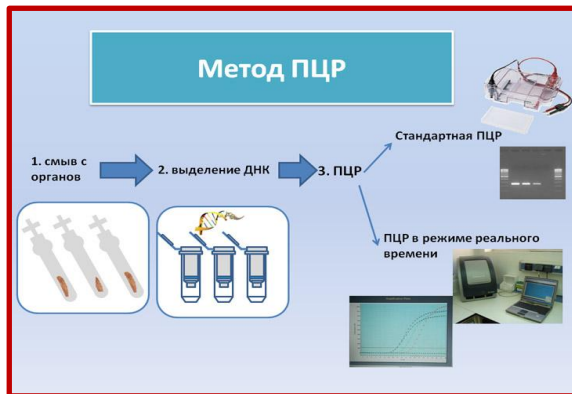 Метод ПЦР
Стандартная ПЦР
1. смыв с
органов
2. выделение ДНК
3. ПЦР
ПЦР в режиме реального
времени